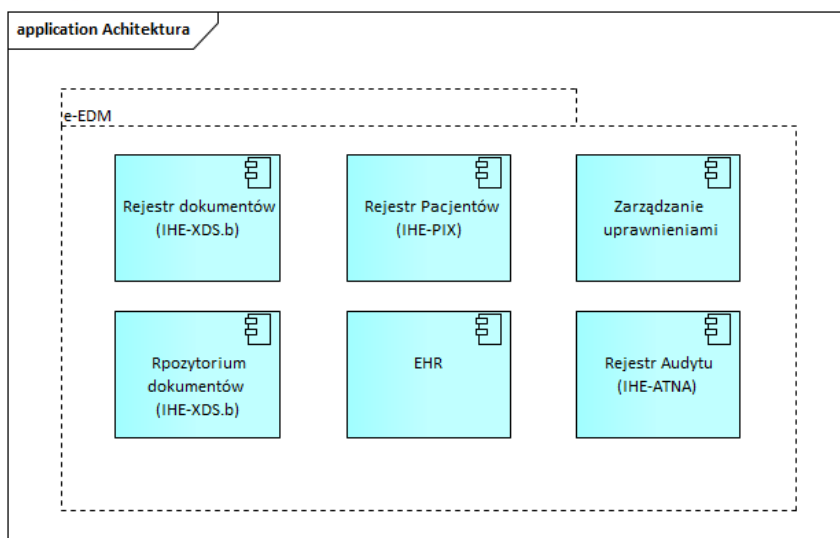 application Achitektura
e-EDM
Rejestr dokumentów
(IHE-XDS.b)
Rejestr Pacjentów
(IHE-PIX)
Zarządzanie
uprawnieniami
Rpozytorium
dokumentów
(IHE-XDS.b)
EHR
Rejestr Audytu
(IHE-ATNA)